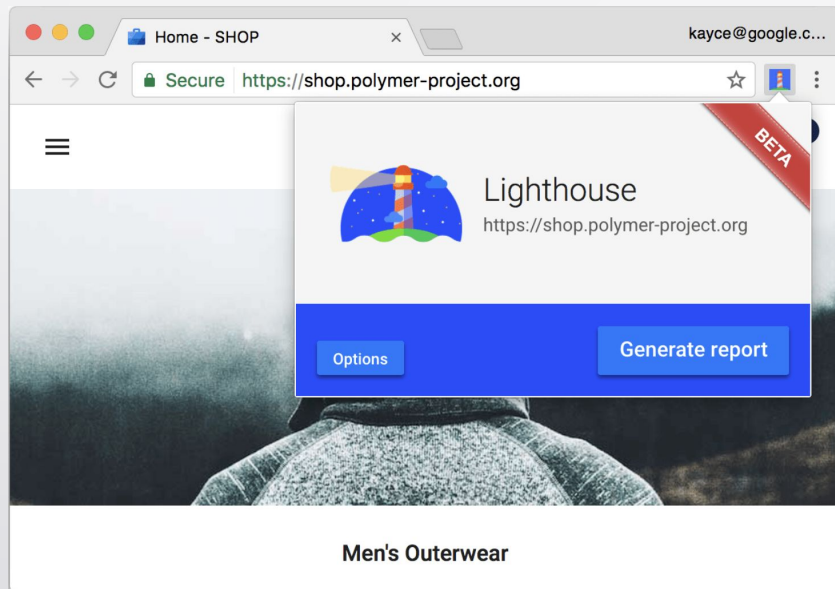 Home - SHOP
kayce@google.c...
Secure https://shop.polymer-project.org
BETA
Lighthouse
https://shop.polymer-project.org
Options
Generate report
Men's Outerwear